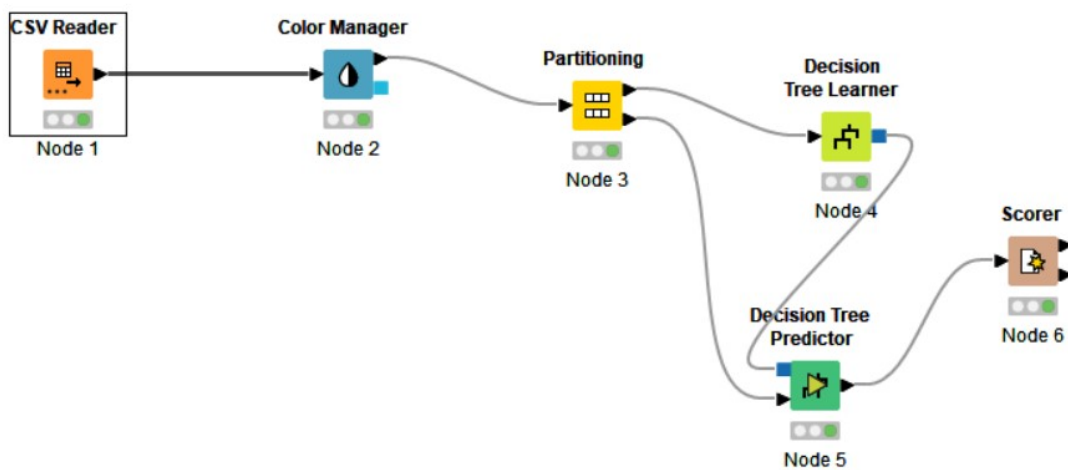 CSV Reader
Node 1
Color Manager
Node 2
Partitioning
Node 3
Decision
Tree Learner
Node 4
Decision Tree
Predictor
Node 5
Scorer
Node 6